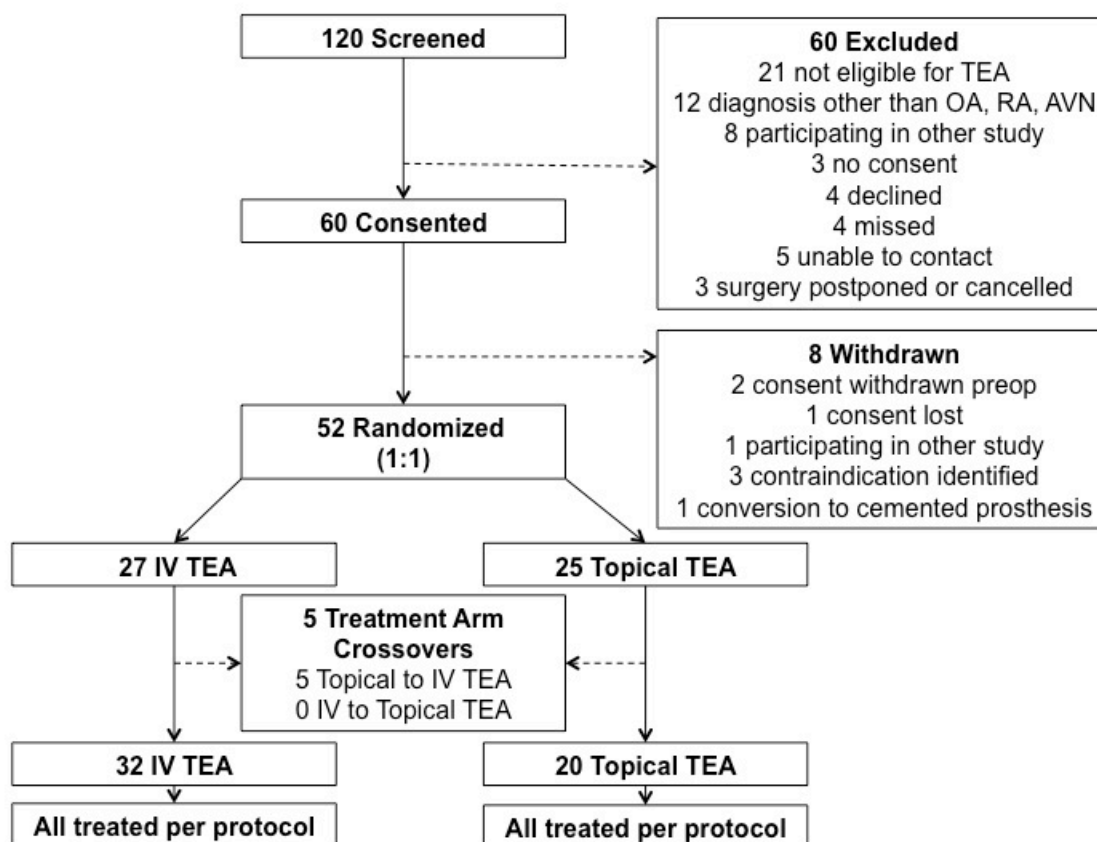 120 Screened
60 Excluded
21 not eligible for TEA
12 diagnosis other than OA, RA, AVN
8 participating in other study
3 no consent
4 declined
4 missed
5 unable to contact
3 surgery postponed or cancelled
60 Consented
8 Withdrawn
2 consent withdrawn preop
1 consent lost
1 participating in other study
3 contraindication identified
1 conversion to cemented prosthesis
52 Randomized
(1:1)
27 IV TEA
25 Topical TEA
5 Treatment Arm
Crossovers
5 Topical to IV TEA
0 IV to Topical TEA
32 IV TEA
20 Topical TEA
All treated per protocol
All treated per protocol